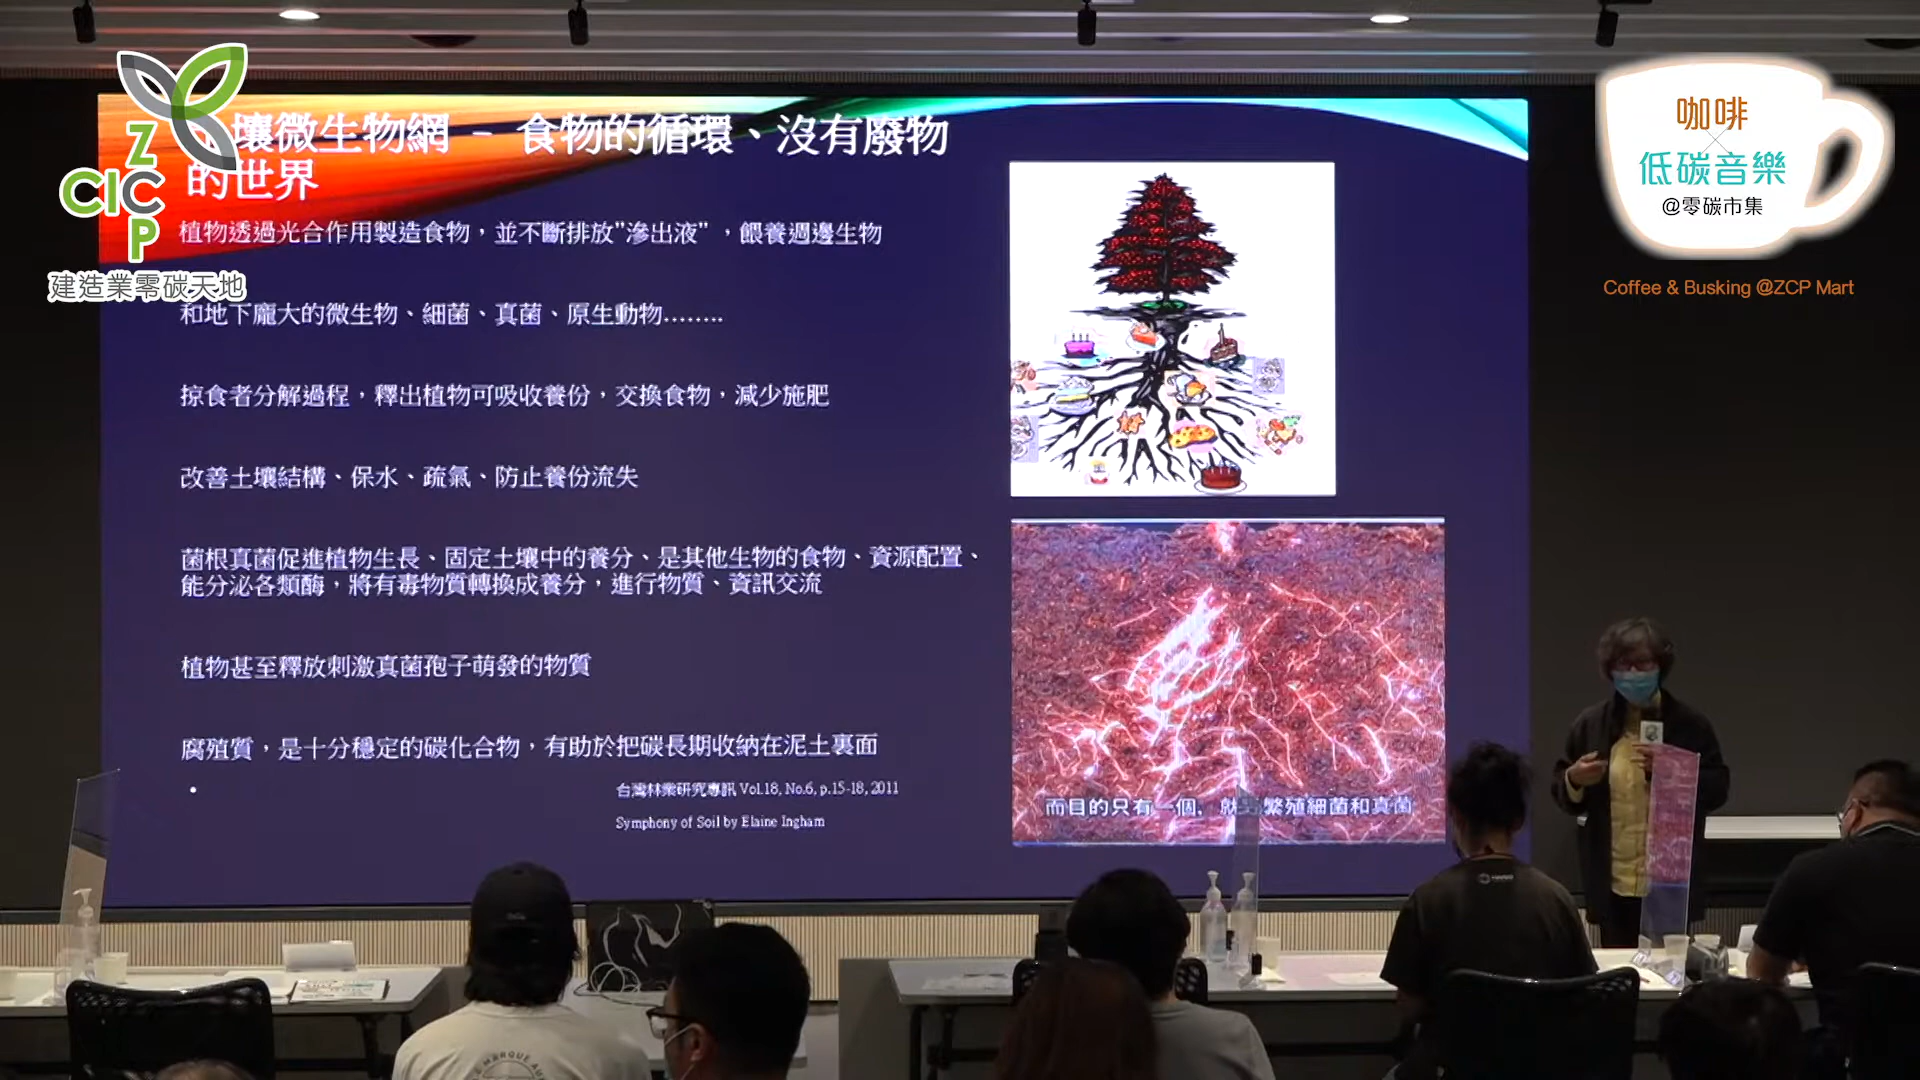 Z
CIC
P
建造業零碳天地
壤微生物網 - 食物的循環、沒有廢物
的世界
植物透過光合作用製造食物，並不斷排放"滲出液"，餵養週邊生物
和地下龐大的微生物、細菌、真菌、原生動物........
掠食者分解過程，釋出植物可吸收養份，交換食物，減少施肥
改善土壤結構、保水、疏氣、防止養份流失
菌根真菌促進植物生長、固定土壤中的養分、是其他生物的食物、資源配置、
能分泌各類酶，將有毒物質轉換成養分，進行物質、資訊交流
植物甚至釋放刺激真菌孢子萌發的物質
腐殖質，是十分穩定的碳化合物，有助於把碳長期收納在泥土裏面
台灣林業研究專訊 Vol.18, No.6, p.15-18, 2011
Symphony of Soil by Elaine Ingham
而目的只有一個，就是繁殖細菌和真菌
咖啡
×
低碳音樂
@零碳市集
Coffee & Busking @ZCP Mart